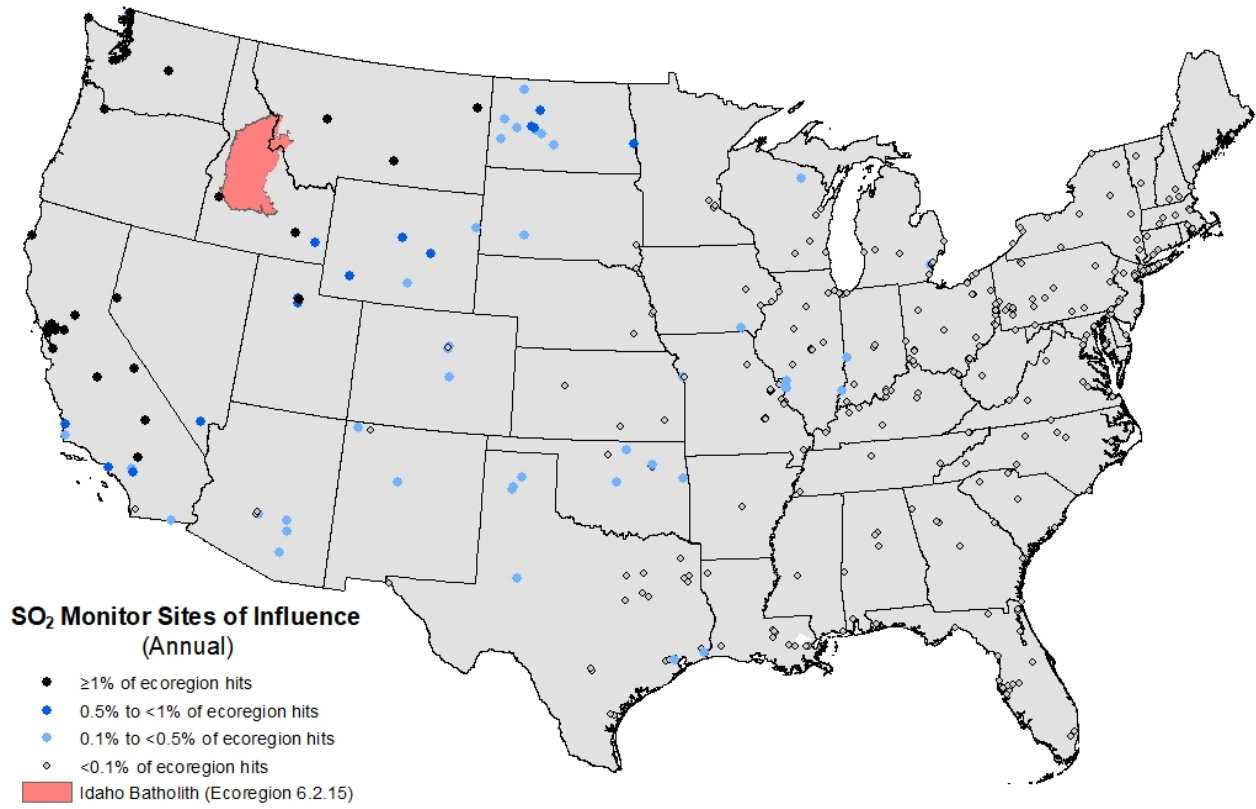 SO₂ Monitor Sites of Influence
(Annual)
≥1% of ecoregion hits
0.5% to <1% of ecoregion hits
0.1% to <0.5% of ecoregion hits
<0.1% of ecoregion hits
Idaho Batholith (Ecoregion 6.2.15)